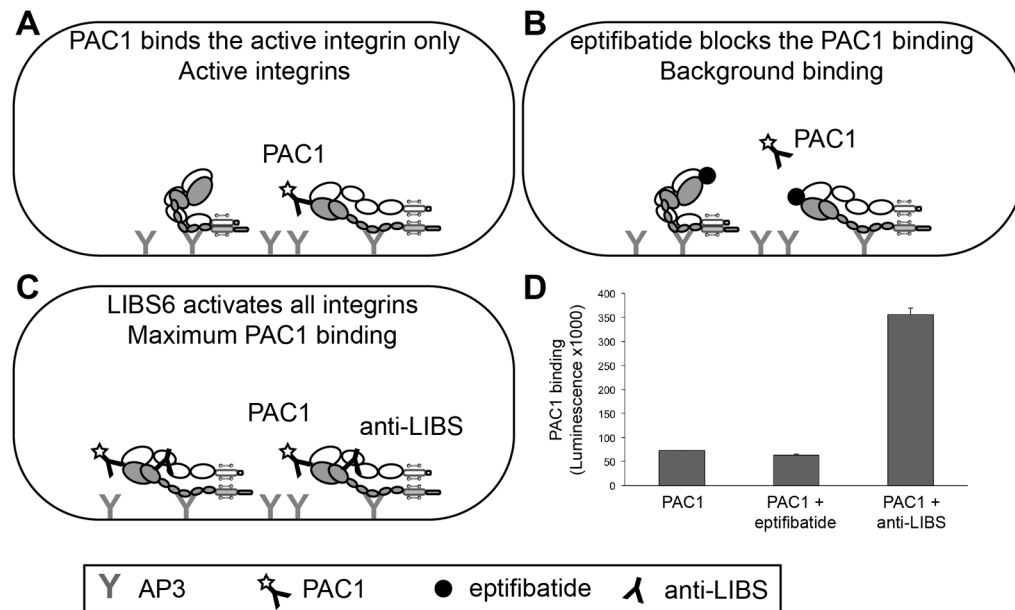 A
PAC1 binds the active integrin only
Active integrins
PAC1
B
eptifibatide blocks the PAC1 binding
Background binding
PAC1
C
LIBS6 activates all integrins
Maximum PAC1 binding
PAC1
PAC1
anti-LIBS
D
PAC1 binding
(Luminescence x1000)
400
350
300
250
200
150
100
50
0
PAC1
PAC1 +
eptifibatide
PAC1 +
anti-LIBS
AP3
PAC1
eptifibatide
anti-LIBS